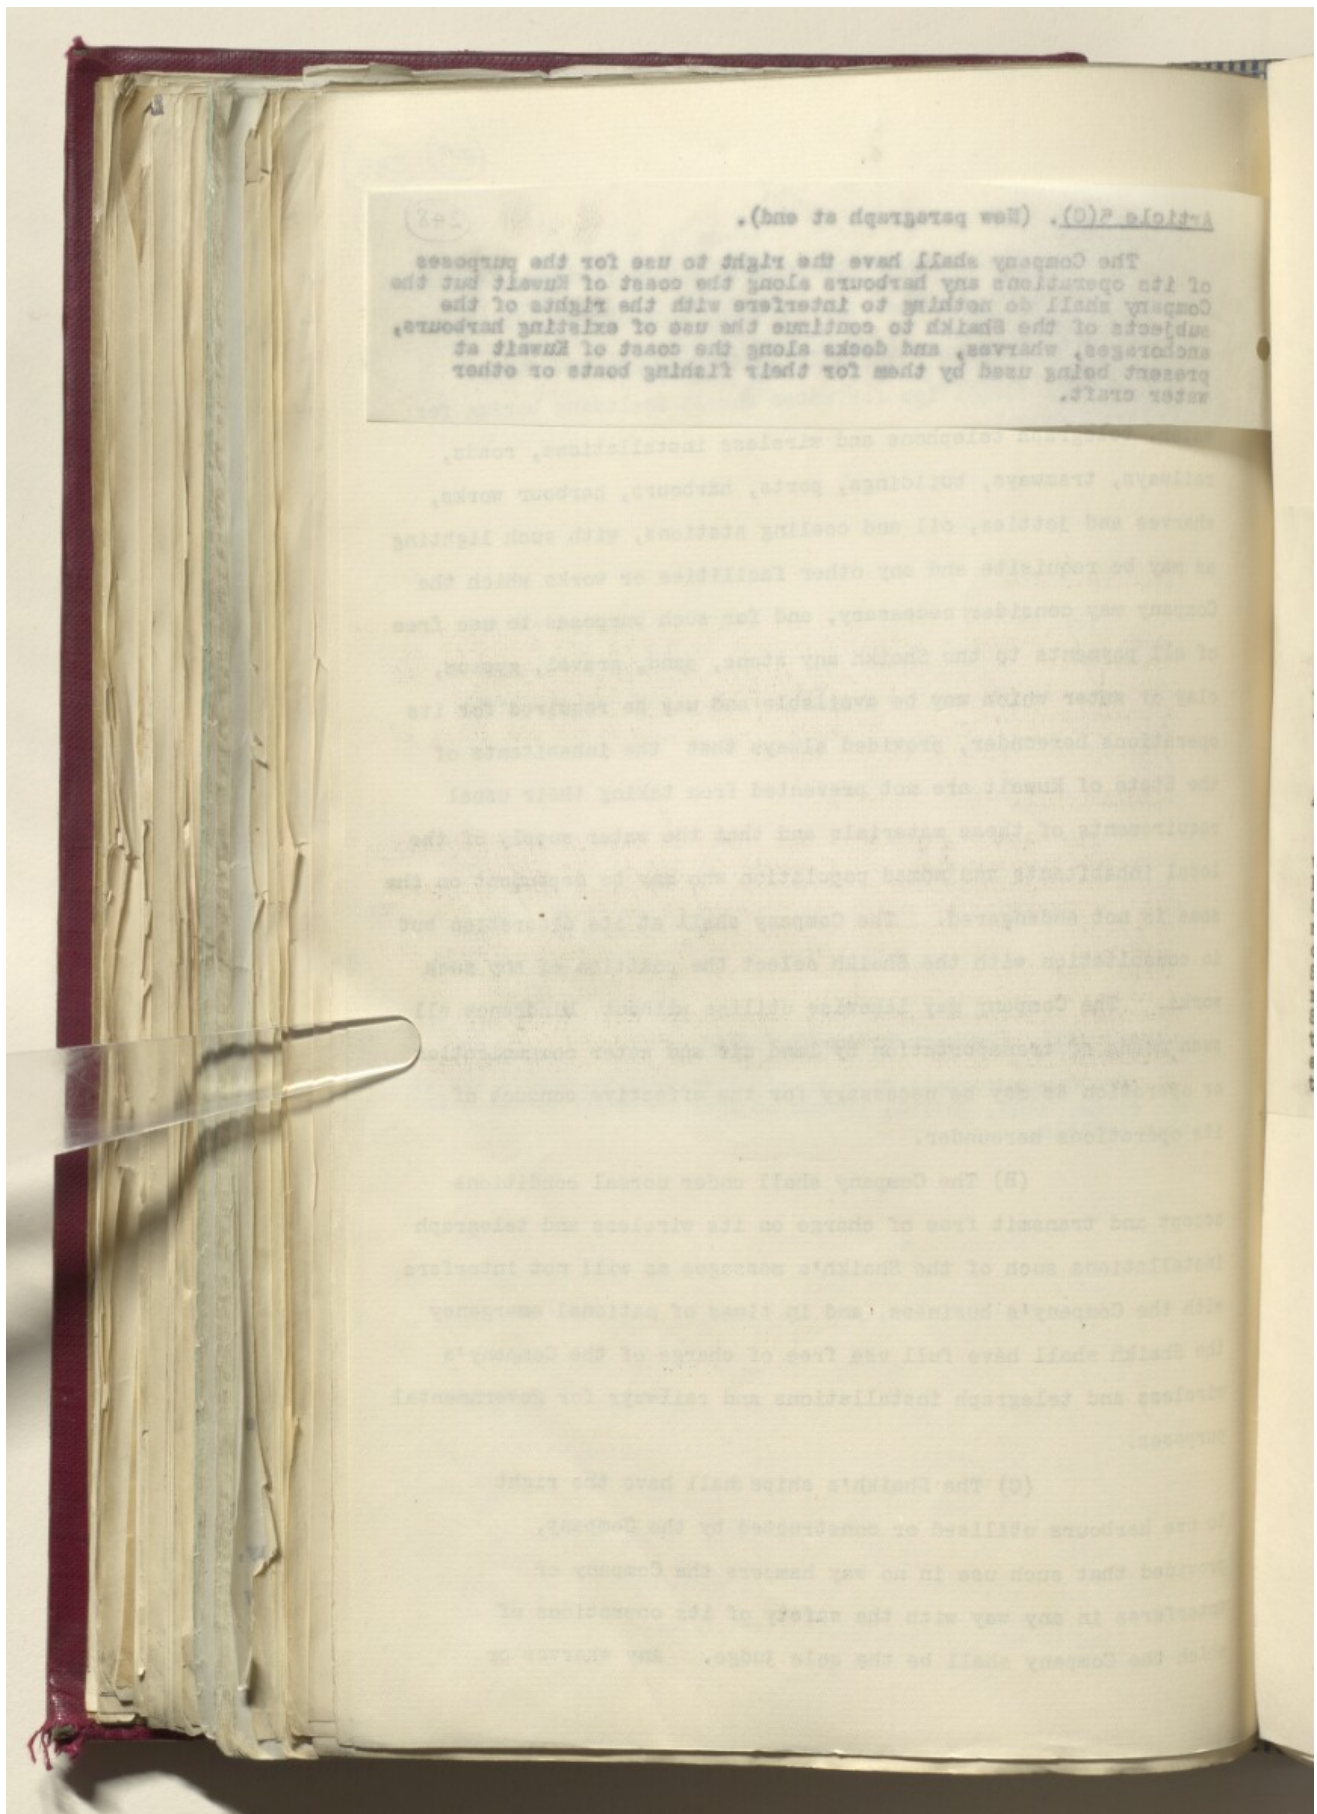 Article 5(C). (New paragraph at end).
The Company shall have the right to use for the purposes
of its operations any harbours along the coast of Kuwait but the
Company shall do nothing to interfere with the rights of the
subjects of the Shaikh to continue the use of existing harbours,
anchorages, wharves, and docks along the coast of Kuwait at
present being used by them for their fishing boats or other
water craft.
telephone and wireless installations, roads,
railways, tramways, buildings, ports, harbours, harbour works,
wharves and jetties, oil and coaling stations, with such lighting
as may be requisite and any other facilities or works which the
Company may consider necessary, and for such purposes to use free
of all payments to the Shaikh any stone, sand, gravel, gypsum,
clay or water which may be available and may be required for its
operations hereunder, provided always that the inhabitants of
the State of Kuwait are not prevented from taking their usual
requirements of these materials and that the water supply of the
local inhabitants and nomad population who may be dependent on the
same is not endangered. The Company shall at its discretion but
in consultation with the Shaikh select the position of any such
works. The Company may likewise utilise without hindrance all
such means of transportation by land air and water communication
or operation as may be necessary for the effective conduct of
its operations hereunder.
(B) The Company shall under normal conditions
accept and transmit free of charge on its wireless and telegraph
installations such of the Shaikh's messages as will not interfere
with the Company's business, and in times of national emergency
the Shaikh shall have full use free of charge of the Company's
wireless and telegraph installations and railways for governmental
purposes.
(C) The Shaikh's ships shall have the right
to use harbours utilised or constructed by the Company,
provided that such use in no way hampers the Company or
interferes in any way with the safety of its operations of
which the Company shall be the sole judge. Any wharves or